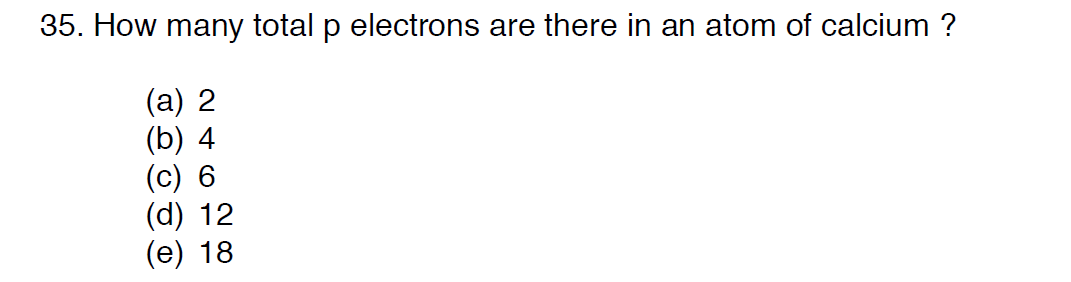 35. How many total p electrons are there in an atom of calcium ?
(a) 2
(b) 4
(c) 6
(d) 12
(e) 18